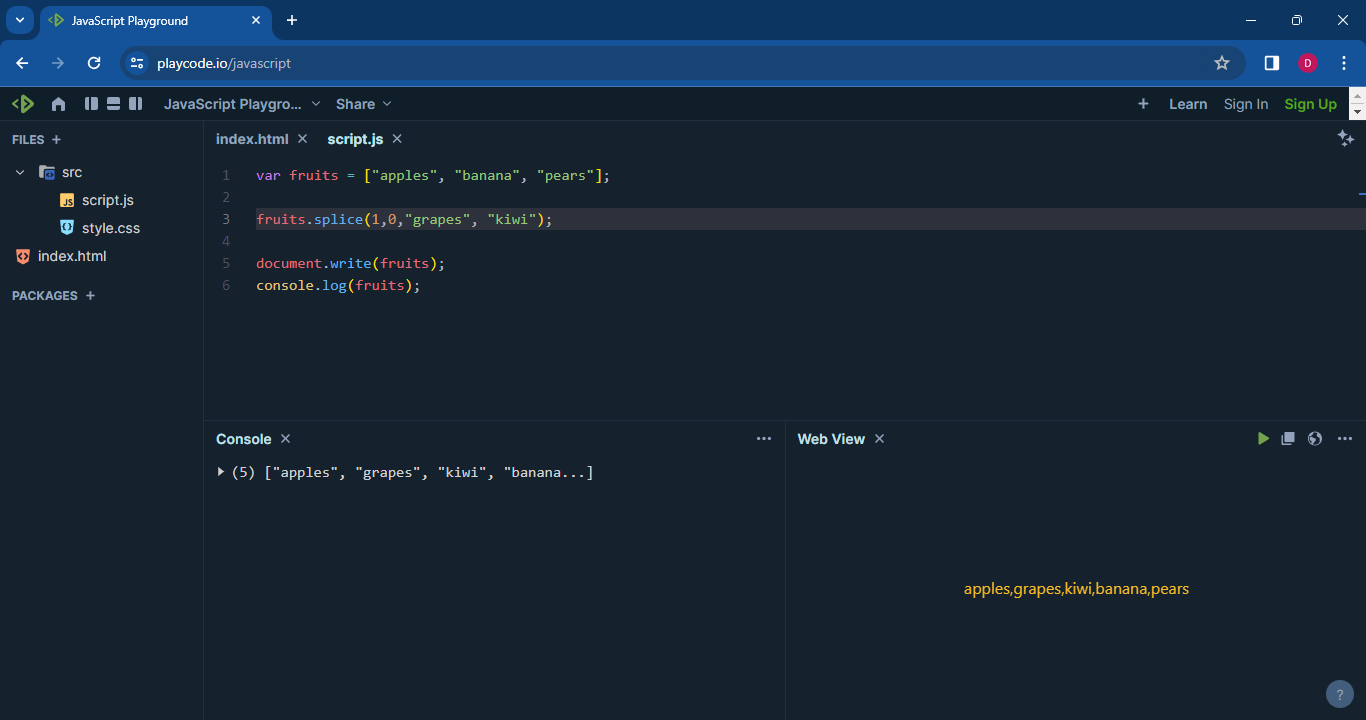 JavaScript Playground
playcode.io/javascript
D
JavaScript Playgro... Share
+ Learn Sign In Sign Up
FILES +
index.html script.js
src
script.js
style.css
index.html
PACKAGES +
1 var fruits = ["apples", "banana", "pears"];
2
3 fruits.splice(1,0,"grapes", "kiwi");
4
5 document.write(fruits);
6 console.log(fruits);
Console
(5) ["apples", "grapes", "kiwi", "banana...]
Web View
apples,grapes,kiwi,banana,pears
?